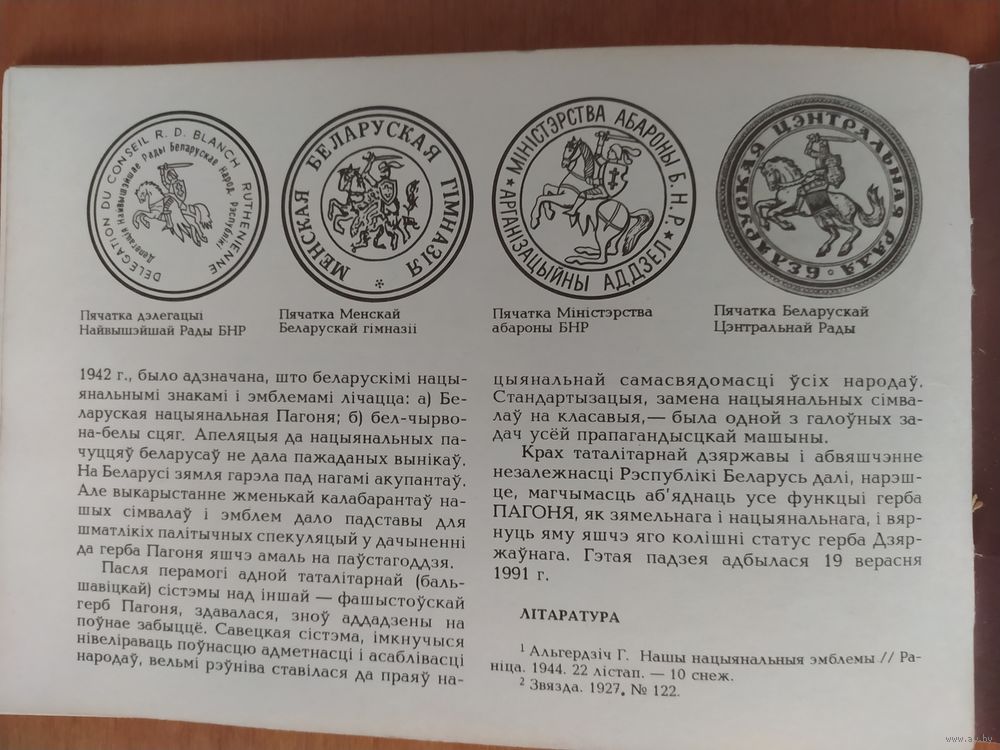 DELEGATION DU CONSEIL R. D. BLANCH RUTHENIENNE
Делегацiя Найвышэйшае Рады Беларускае Народ. Рэспублiкi
МЕНСКАЯ БЕЛАРУСКАЯ ГІМНАЗІЯ
МІНІСТЭРСТВА АБАРОНЫ Б.Н.Р.
★ АРГАНІЗАЦЫЙНЫ АДДЗЕЛ ★
БЕЛАРУСКАЯ ЦЭНТРАЛЬНАЯ РАДА
Пячатка дэлегацыі
Найвышэйшай Рады БНР
Пячатка Менскай
Беларускай гімназіі
Пячатка Міністэрства
абароны БНР
Пячатка Беларускай
Цэнтральнай Рады
1942 г., было адзначана, што беларускімі нацы-
янальнымі знакамі і эмблемамі лічацца: а) Бе-
ларуская нацыянальная Пагоня; б) бел-чырво-
на-белы сцяг. Апеляцыя да нацыянальных па-
чуццяў беларусаў не дала пажаданых вынікаў.
На Беларусі зямля гарэла пад нагамі акупантаў.
Але выкарыстанне жменькай калабарантаў на-
шых сімвалаў і эмблем дало падставы для
шматлікіх палітычных спекуляцый у дачыненні
да герба Пагоня яшчэ амаль на паўстагоддзя.
Пасля перамогі адной таталітарнай (баль-
шавіцкай) сістэмы над іншай — фашыстоўскай
герб Пагоня, здавалася, зноў аддадзены на
поўнае забыццё. Савецкая сістэма, імкнучыся
нівеліраваць поўнасцю адметнасці і асаблівасці
народаў, вельмі рэўніва ставілася да праяў на-
цыянальнай самасвядомасці ўсіх народаў.
Стандартызацыя, замена нацыянальных сімва-
лаў на класавыя,— была одной з галоўных за-
дач усёй прапагандысцкай машыны.
Крах таталітарнай дзяржавы і абвяшчэнне
незалежнасці Рэспублікі Беларусь далі, нарэш-
це, магчымасць аб'яднаць усе функцыі герба
ПАГОНЯ, як зямельнага і нацыянальнага, і вяр-
нуць яму яшчэ яго колішні статус герба Дзяр-
жаўнага. Гэтая падзея адбылася 19 верасня
1991 г.
ЛІТАРАТУРА
1 Альгердзіч Г. Нашы нацыянальныя эмблемы // Ра-
ніца. 1944. 22 лістап. — 10 снеж.
2 Звязда. 1927. № 122.
www.ay.by